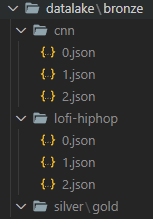 datalake\bronze
cnn
{..} 0.json
{..} 1.json
{..} 2.json
lofi-hiphop
{..} 0.json
{..} 1.json
{..} 2.json
silver\gold